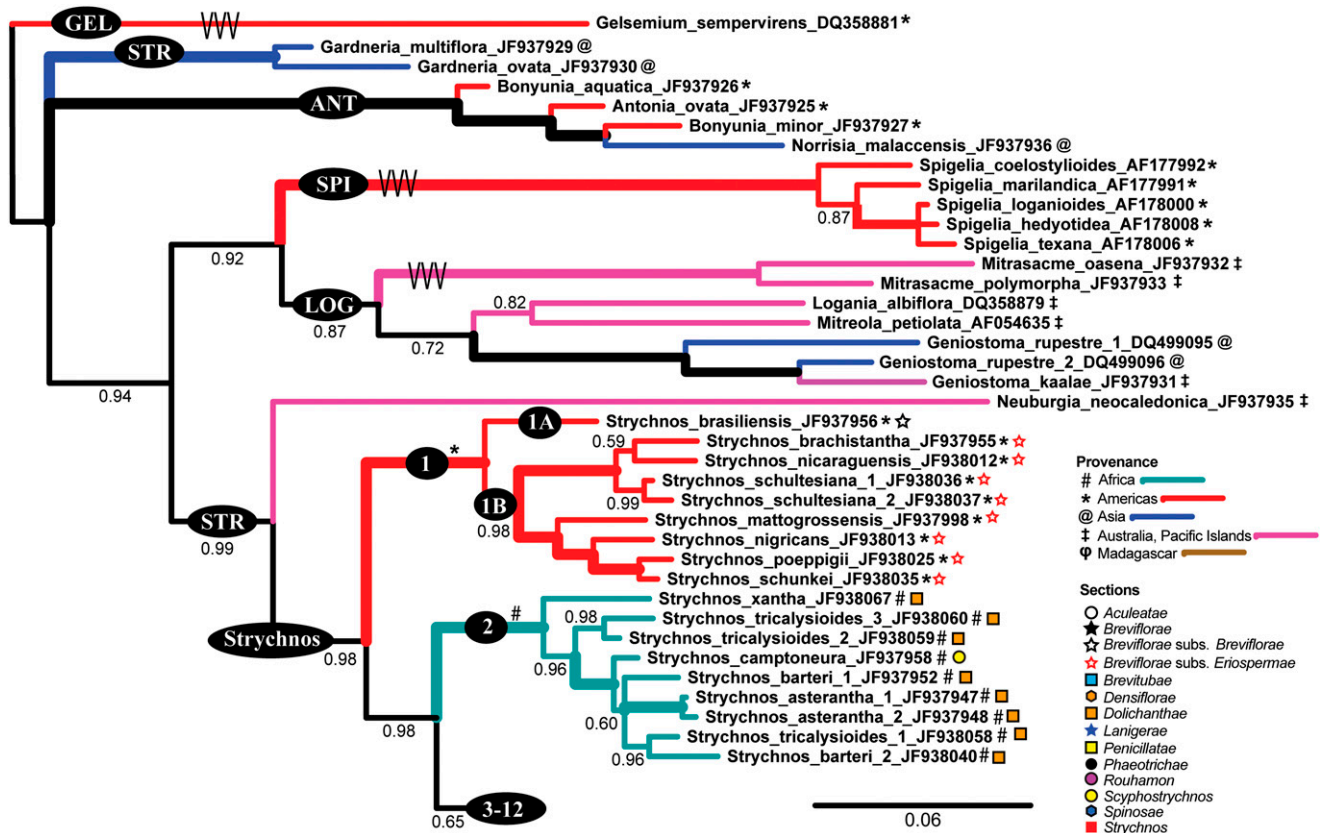 GEL
Gelsemium_sempervirens_DQ358881 *
STR
Gardneria_multiflora_JF937929 @
Gardneria_ovata_JF937930 @
ANT
Bonyunia_aquatica_JF937926 *
Antonia_ovata_JF937925 *
Bonyunia_minor_JF937927 *
Norrisia_malaccensis_JF937936 @
SPI
Spigelia_coelostylioides_AF177992 *
Spigelia_marilandica_AF177991 *
Spigelia_loganioides_AF178000 *
0.87
Spigelia_hedyotidea_AF178008 *
Spigelia_texana_AF178006 *
0.92
Mitrasacme_oasena_JF937932 ‡
Mitrasacme_polymorpha_JF937933 ‡
LOG
0.87
0.82
Logania_albiflora_DQ358879 ‡
Mitreola_petiolata_AF054635 ‡
0.72
Geniostoma_rupestre_1_DQ499095 @
Geniostoma_rupestre_2_DQ499096 @
Geniostoma_kaalae_JF937931 ‡
0.94
Neuburgia_neocaledonica_JF937935 ‡
1A
Strychnos_brasiliensis_JF937956 *
1 *
0.59
Strychnos_brachistantha_JF937955 *
Strychnos_nicaraguensis_JF938012 *
Strychnos_schultesiana_1_JF938036 *
0.99
Strychnos_schultesiana_2_JF938037 *
1B
0.98
STR
0.99
Strychnos_mattogrossensis_JF937998 *
Strychnos_nigricans_JF938013 *
Strychnos_poeppigii_JF938025 *
Strychnos_schunkei_JF938035 *
Strychnos
0.98
2 #
Strychnos_xantha_JF938067 #
0.98
Strychnos_tricalysioides_3_JF938060 #
Strychnos_tricalysioides_2_JF938059 #
0.96
Strychnos_camptoneura_JF937958 #
Strychnos_barteri_1_JF937952 #
Strychnos_asterantha_1_JF937947 #
Strychnos_asterantha_2_JF937948 #
0.60
Strychnos_tricalysioides_1_JF938058 #
0.96
Strychnos_barteri_2_JF938040 #
0.98
3-12
0.65
0.06
Provenance
# Africa
* Americas
@ Asia
‡ Australia, Pacific Islands
φ Madagascar
Sections
Aculeatae
Breviflorae
Breviflorae subs. Breviflorae
Breviflorae subs. Eriospermae
Brevitubae
Densiflorae
Dolichanthae
Lanigerae
Penicillatae
Phaeotrichae
Rouhamon
Scyphostrychnos
Spinosae
Strychnos